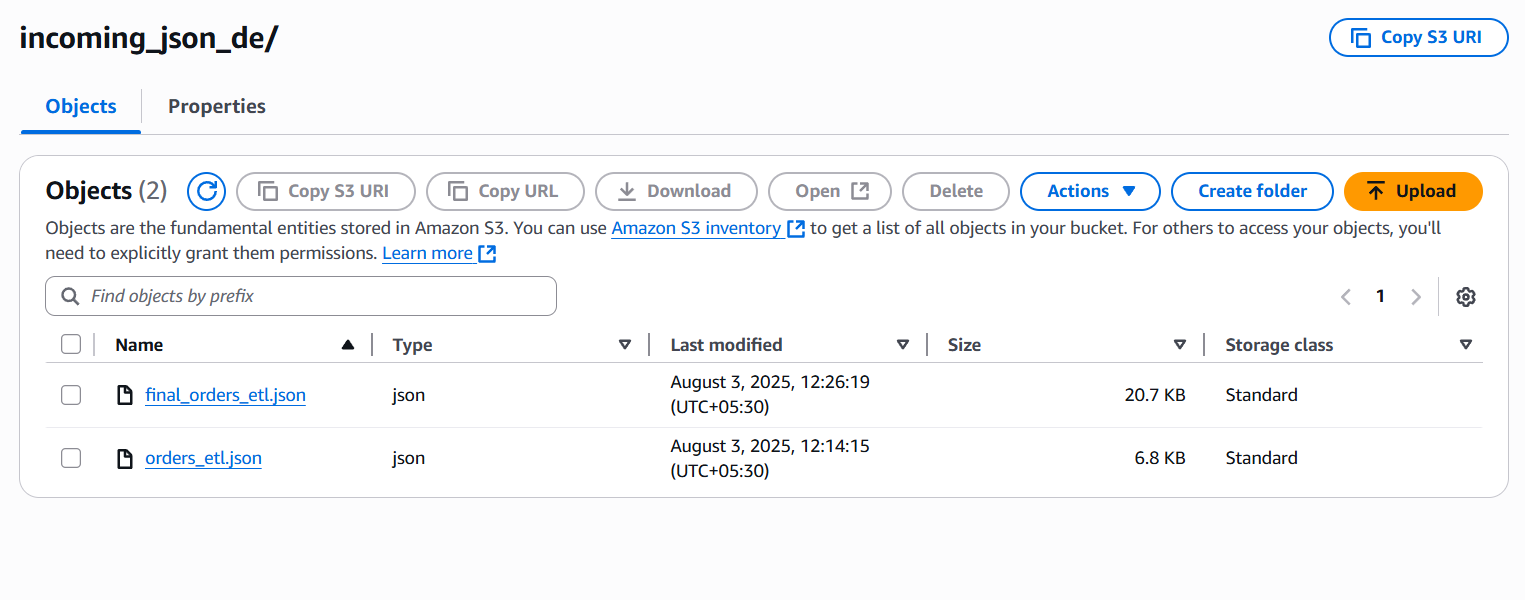 incoming_json_de/
Copy S3 URI
Objects
Properties
Objects (2)
Copy S3 URI
Copy URL
Download
Open
Delete
Actions
Create folder
Upload
Objects are the fundamental entities stored in Amazon S3. You can use Amazon S3 inventory to get a list of all objects in your bucket. For others to access your objects, you'll
need to explicitly grant them permissions. Learn more
Find objects by prefix
1
Name
Type
Last modified
Size
Storage class
final_orders_etl.json
json
August 3, 2025, 12:26:19
(UTC+05:30)
20.7 KB
Standard
orders_etl.json
json
August 3, 2025, 12:14:15
(UTC+05:30)
6.8 KB
Standard